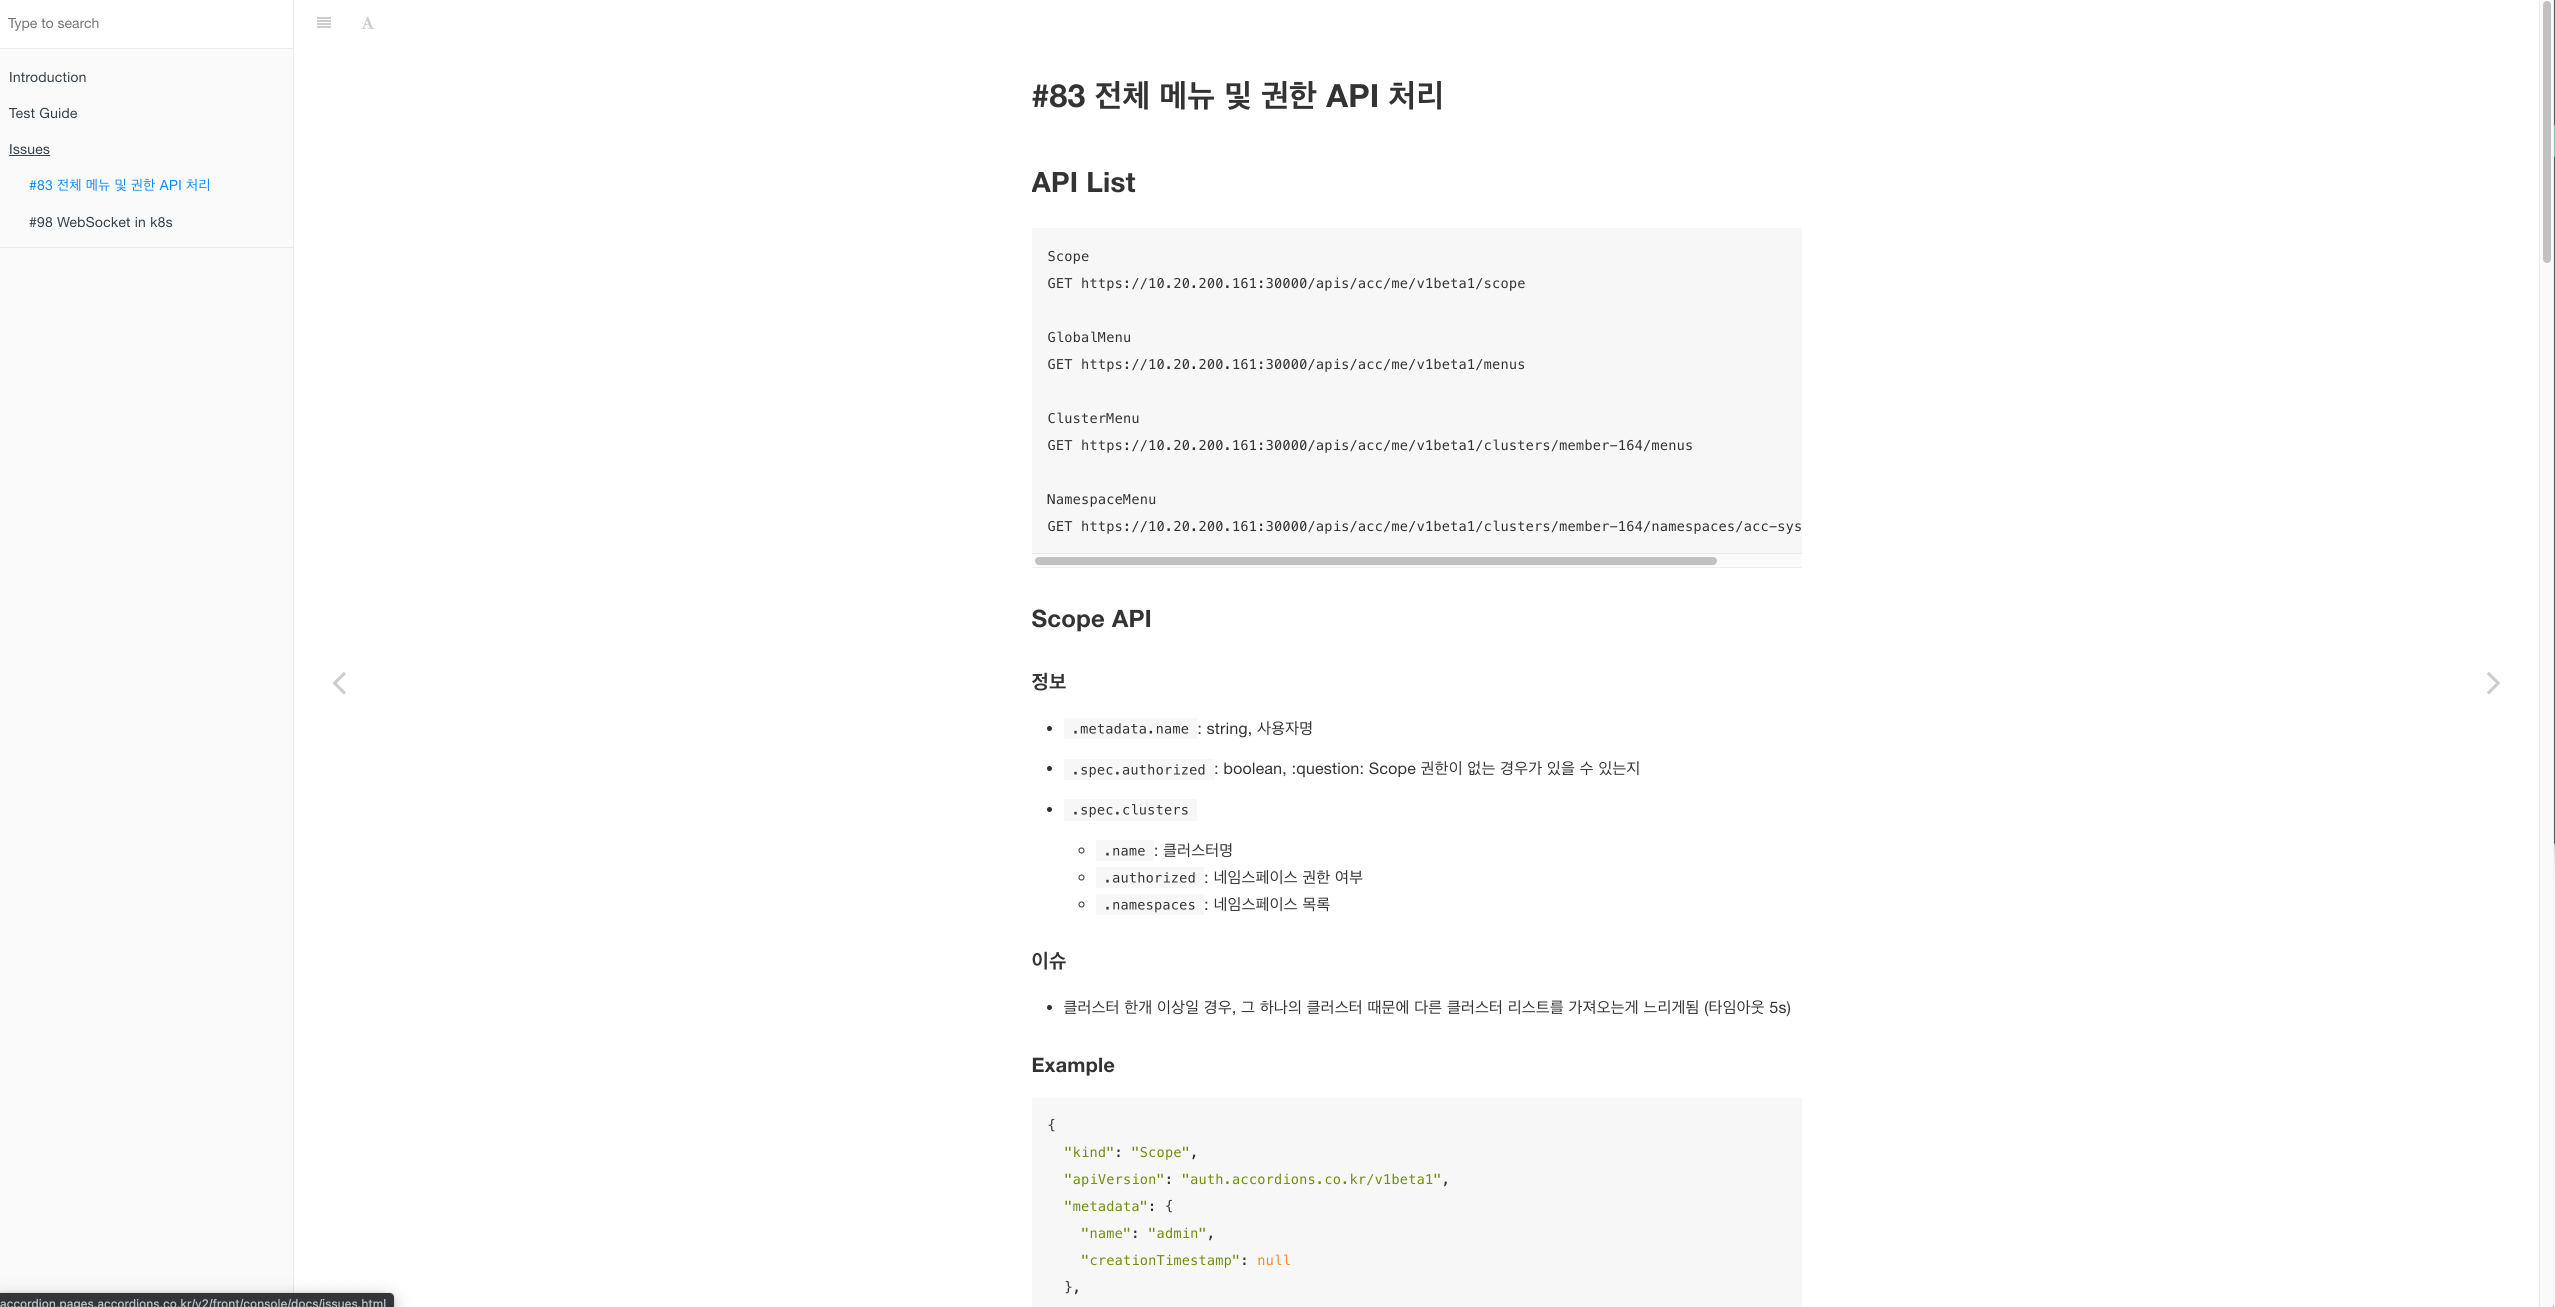 Type to search
Introduction
Test Guide
Issues
#83 전체 메뉴 및 권한 API 처리
#98 WebSocket in k8s
A
#83 전체 메뉴 및 권한 API 처리
API List
Scope
GET https://10.20.200.161:30000/apis/acc/me/v1beta1/scope
GlobalMenu
GET https://10.20.200.161:30000/apis/acc/me/v1beta1/menus
ClusterMenu
GET https://10.20.200.161:30000/apis/acc/me/v1beta1/clusters/member-164/menus
NamespaceMenu
GET https://10.20.200.161:30000/apis/acc/me/v1beta1/clusters/member-164/namespaces/acc-sys
Scope API
정보
• .metadata.name : string, 사용자명
• .spec.authorized : boolean, :question: Scope 권한이 없는 경우가 있을 수 있는지
• .spec.clusters
◦ .name : 클러스터명
◦ .authorized : 네임스페이스 권한 여부
◦ .namespaces : 네임스페이스 목록
이슈
• 클러스터 한개 이상일 경우, 그 하나의 클러스터 때문에 다른 클러스터 리스트를 가져오는게 느리게됨 (타임아웃 5s)
Example
{
"kind": "Scope",
"apiVersion": "auth.accordions.co.kr/v1beta1",
"metadata": {
"name": "admin",
"creationTimestamp": null
},
accordion.pages.accordions.co.kr/v2/front/console/docs/issues.html